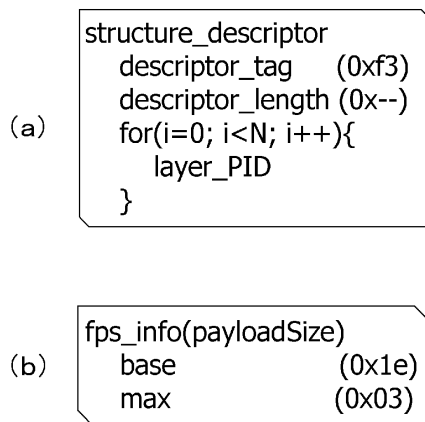 structure_descriptor
descriptor_tag (0xf3)
descriptor_length (0x--)
(a) for(i=0; i<N; i++){
layer_PID
}
fps_info(payloadSize)
(b) base (0x1e)
max (0x03)